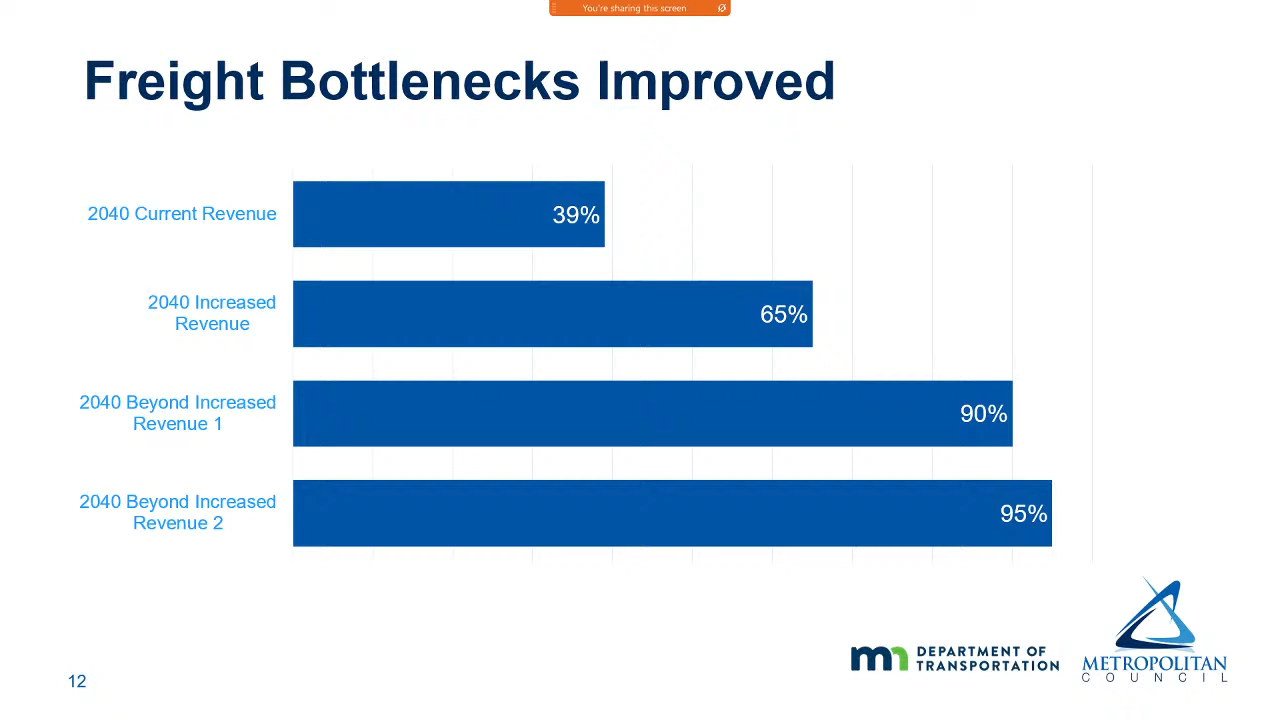 You're sharing this screen
Freight Bottlenecks Improved
2040 Current Revenue
39%
2040 Increased
Revenue
65%
2040 Beyond Increased
Revenue 1
90%
2040 Beyond Increased
Revenue 2
95%
mn DEPARTMENT OF
TRANSPORTATION
METROPOLITAN
COUNCIL
12